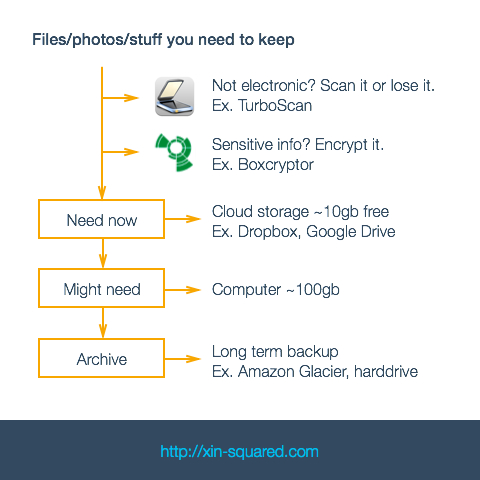 Files/photos/stuff you need to keep
Not electronic? Scan it or lose it.
Ex. TurboScan
Sensitive info? Encrypt it.
Ex. Boxcryptor
Need now
Cloud storage ~10gb free
Ex. Dropbox, Google Drive
Might need
Computer ~100gb
Archive
Long term backup
Ex. Amazon Glacier, harddrive
http://xin-squared.com